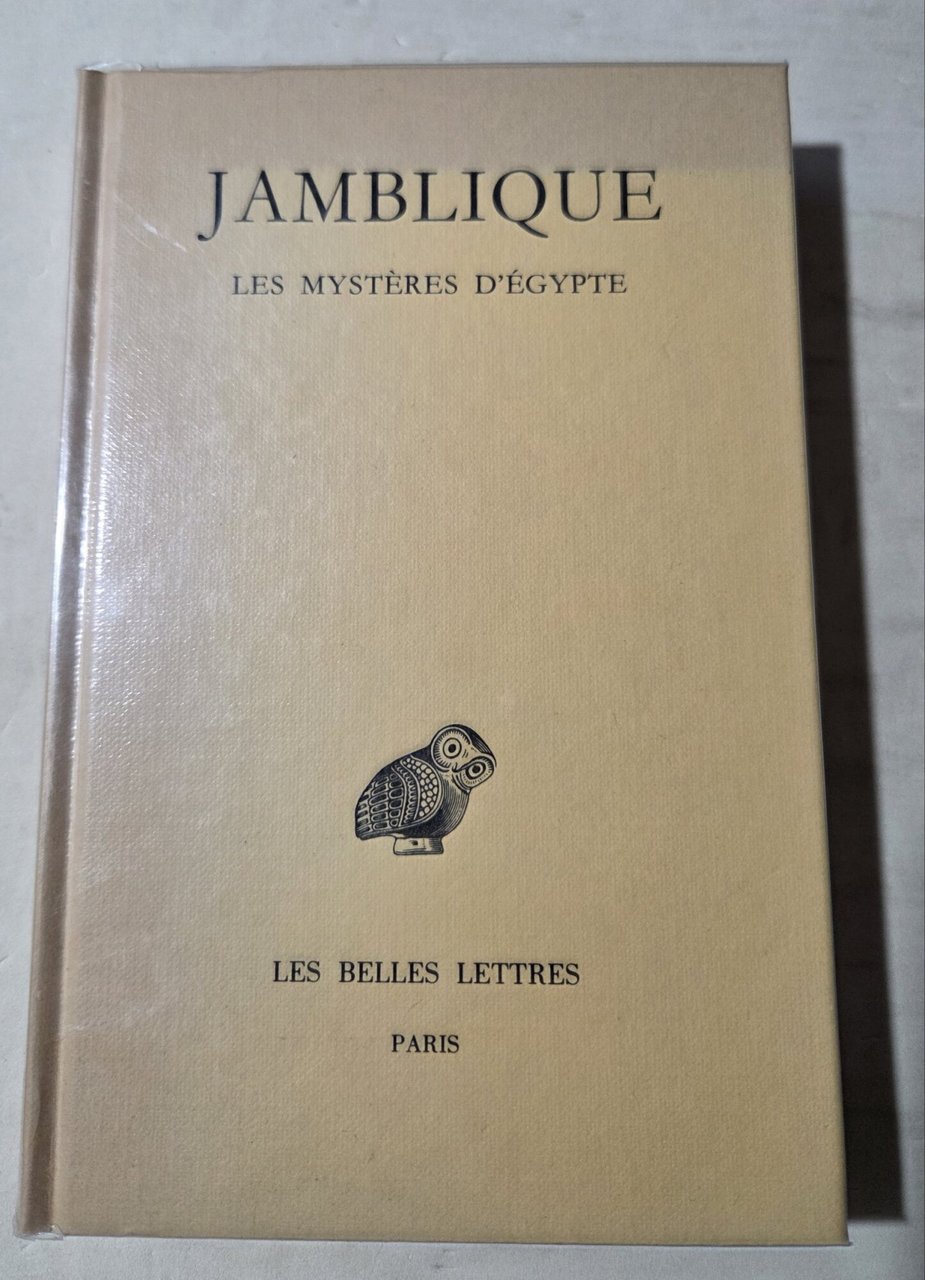 JAMBLIQUE
LES MYSTÈRES D'ÉGYPTE
LES BELLES LETTRES
PARIS